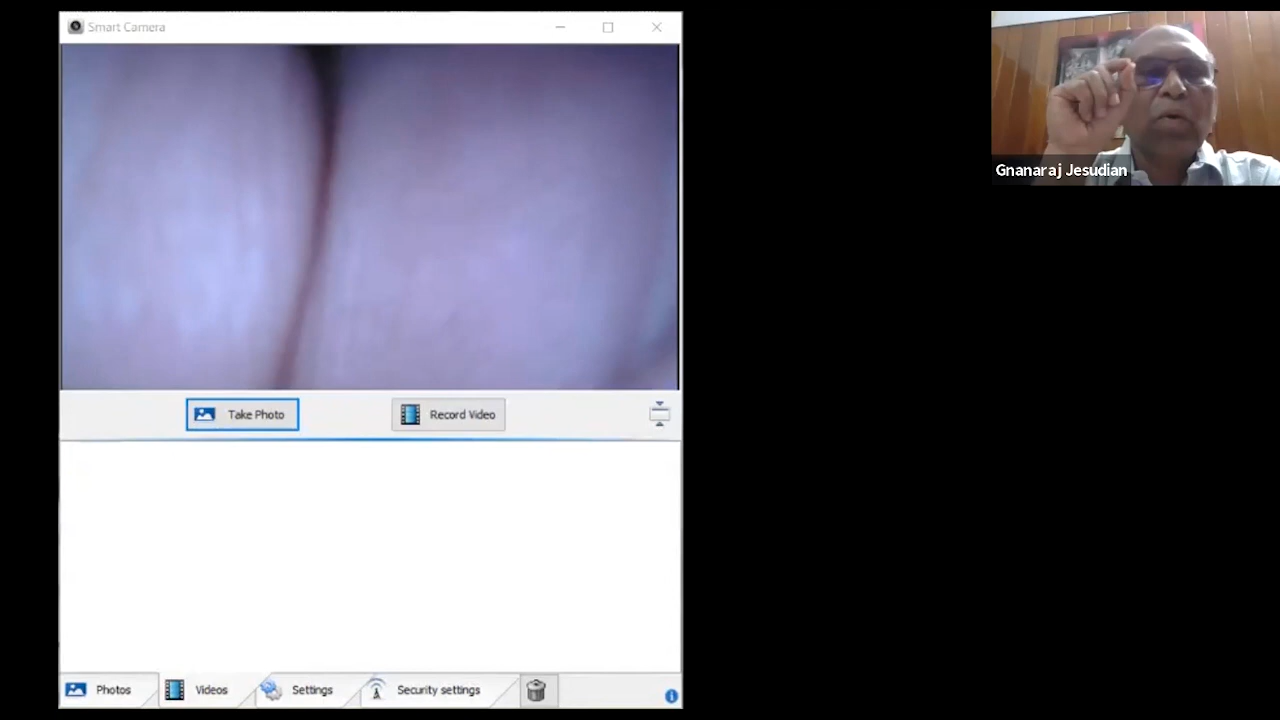 Smart Camera
Gnanaraj Jesudian
Take Photo
Record Video
Photos
Videos
Settings
Security settings